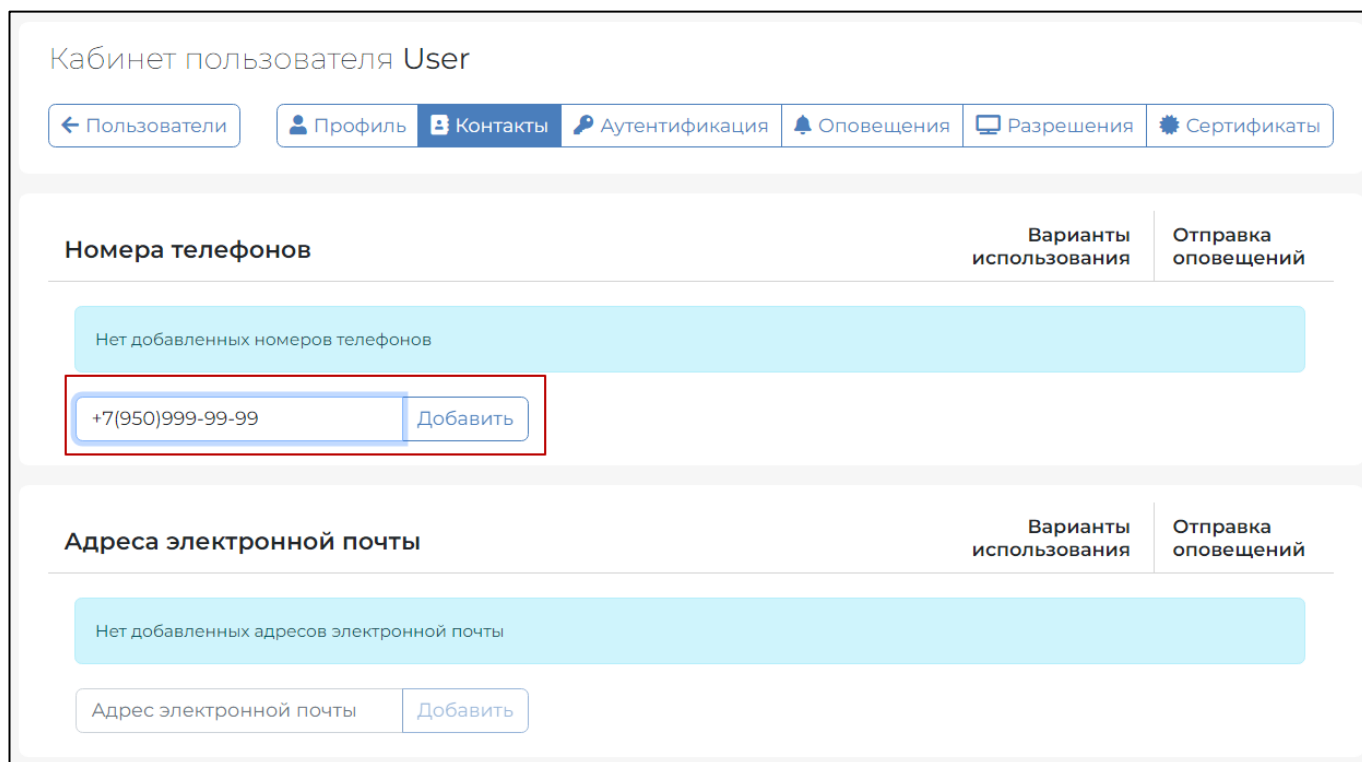 Кабинет пользователя User
Пользователи Профиль Контакты Аутентификация Оповещения Разрешения Сертификаты
Номера телефонов
Варианты использования
Отправка оповещений
Нет добавленных номеров телефонов
+7(950)999-99-99 Добавить
Адреса электронной почты
Варианты использования
Отправка оповещений
Нет добавленных адресов электронной почты
Адрес электронной почты Добавить